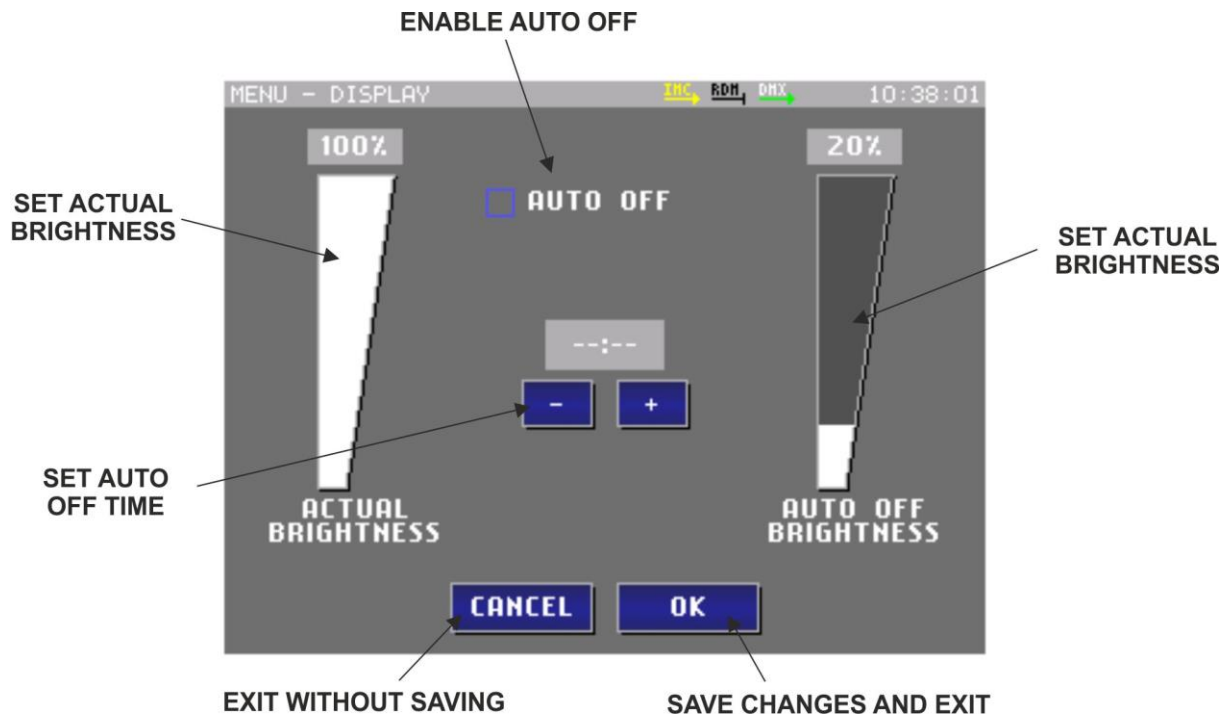 ENABLE AUTO OFF
MENU - DISPLAY
IMC
RDM
DMX
10:38:01
100%
20%
AUTO OFF
SET ACTUAL
BRIGHTNESS
SET ACTUAL
BRIGHTNESS
--:--
-
+
SET AUTO
OFF TIME
ACTUAL
BRIGHTNESS
AUTO OFF
BRIGHTNESS
CANCEL
OK
EXIT WITHOUT SAVING
SAVE CHANGES AND EXIT